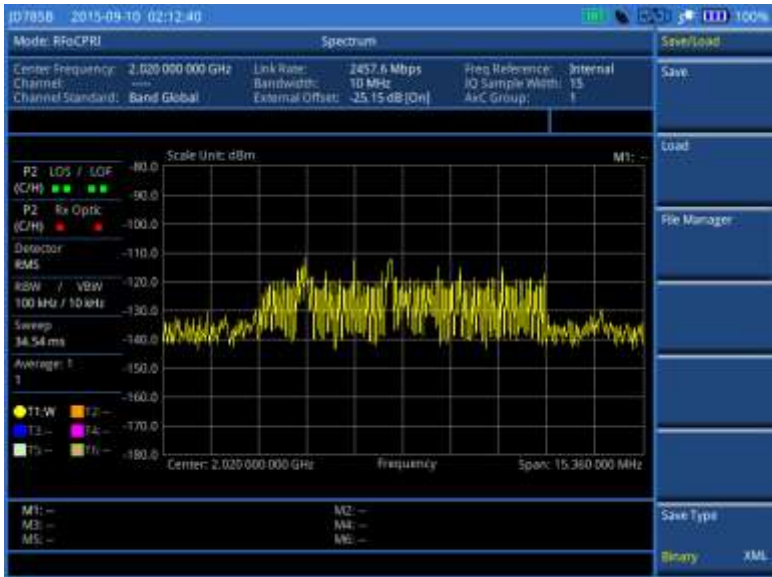 JD785B 2015-09-10 02:12:40 100%
Mode: RFoCPRI Spectrum Save/Load
Center Frequency: 2.020 000 000 GHz Link Rate: 2457.6 Mbps Freq Reference: Internal
Channel: ---- Bandwidth: 10 MHz IQ Sample Width: 15
Channel Standard: Band Global External Offset: -25.15 dB [On] AxC Group: 1
Save
Load
File Manager
Save Type
Binary XML
Scale Unit: dBm M1: --
P2 LOS / LOF
(C/H)
P2 Rx Optic
(C/H)
Detector
RMS
RBW / VBW
100 kHz / 10 kHz
Sweep
34.54 ms
Average: 1
1
T1:W T2:--
T3:-- T4:--
T5:-- T6:--
-80.0
-90.0
-100.0
-110.0
-120.0
-130.0
-140.0
-150.0
-160.0
-170.0
-180.0
Center: 2.020 000 000 GHz Frequency Span: 15.360 000 MHz
M1: -- M2: --
M3: -- M4: --
M5: -- M6: --